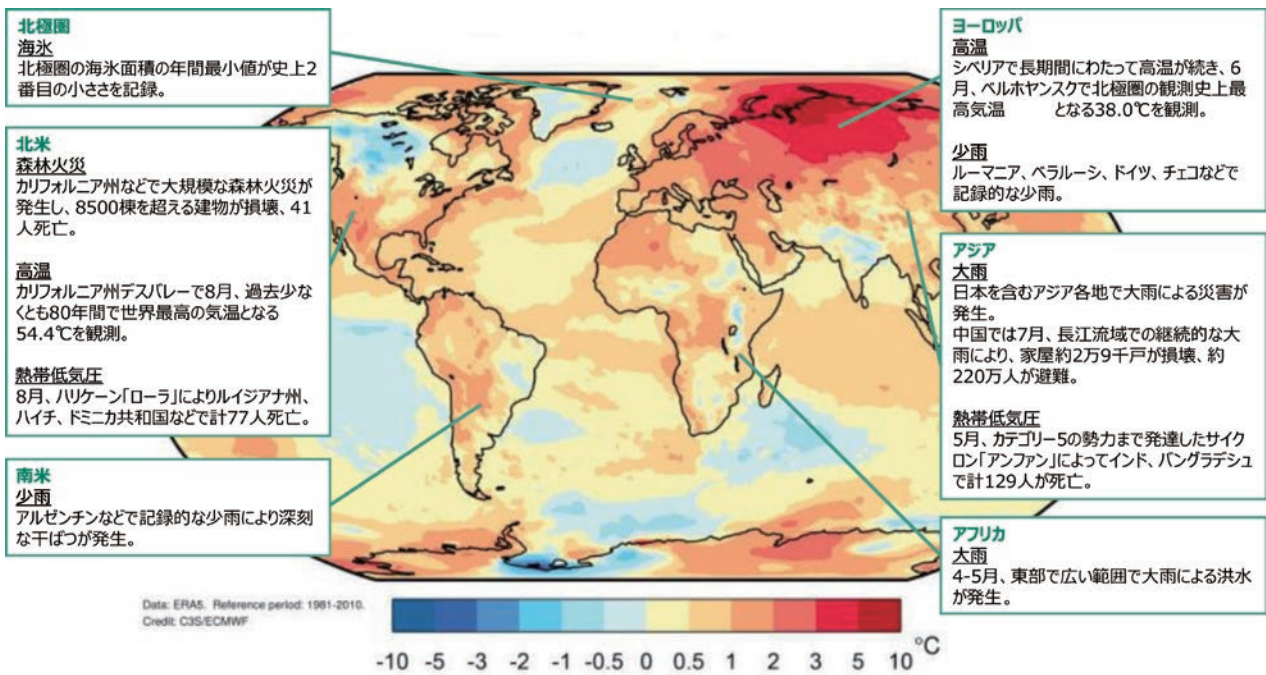 北極圏
海氷
北極圏の海氷面積の年間最小値が史上2
番目の小ささを記録。
北米
森林火災
カリフォルニア州などで大規模な森林火災が
発生し、8500棟を超える建物が損壊、41
人死亡。
高温
カリフォルニア州デスバレーで8月、過去少な
くとも80年間で世界最高の気温となる
54.4℃を観測。
熱帯低気圧
8月、ハリケーン「ローラ」によりルイジアナ州、
ハイチ、ドミニカ共和国などで計77人死亡。
南米
少雨
アルゼンチンなどで記録的な少雨により深刻
な干ばつが発生。
ヨーロッパ
高温
シベリアで長期間にわたって高温が続き、6
月、ベルホヤンスクで北極圏の観測史上最
高気温 となる38.0℃を観測。
少雨
ルーマニア、ベラルーシ、ドイツ、チェコなどで
記録的な少雨。
アジア
大雨
日本を含むアジア各地で大雨による災害が
発生。
中国では7月、長江流域での継続的な大
雨により、家屋約2万9千戸が損壊、約
220万人が避難。
熱帯低気圧
5月、カテゴリー5の勢力まで発達したサイク
ロン「アンファン」によってインド、バングラデシュ
で計129人が死亡。
アフリカ
大雨
4-5月、東部で広い範囲で大雨による洪水
が発生。
Data: ERA5. Reference period: 1981-2010.
Credit: C3S/ECMWF
-10 -5 -3 -2 -1 -0.5 0 0.5 1 2 3 5 10 °C